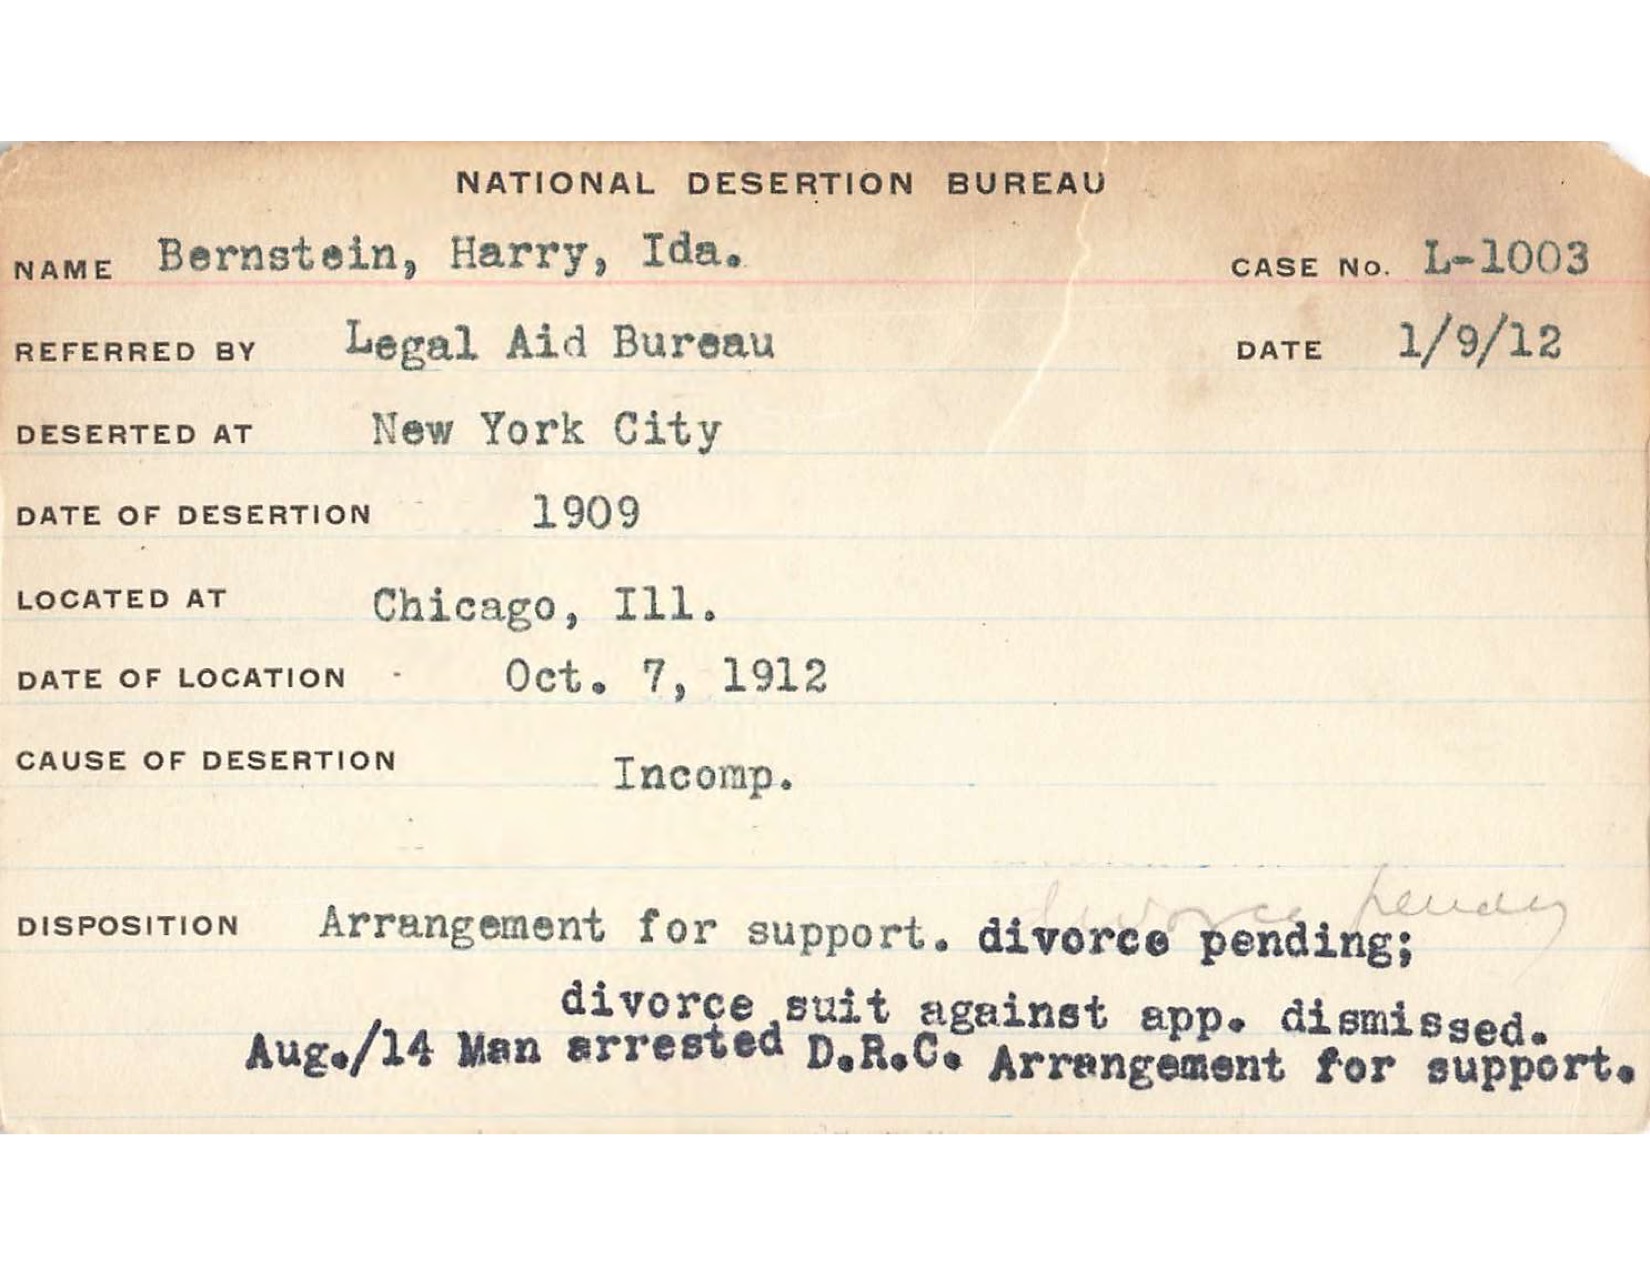 NATIONAL DESERTION BUREAU
NAME Bernstein, Harry, Ida. CASE No. L-1003
REFERRED BY Legal Aid Bureau DATE 1/9/12
DESERTED AT New York City
DATE OF DESERTION 1909
LOCATED AT Chicago, Ill.
DATE OF LOCATION Oct. 7, 1912
CAUSE OF DESERTION Incomp.
divorce pending
DISPOSITION Arrangement for support. divorce pending;
divorce suit against app. dismissed.
Aug./14 Man arrested D.R.C. Arrangement for support.